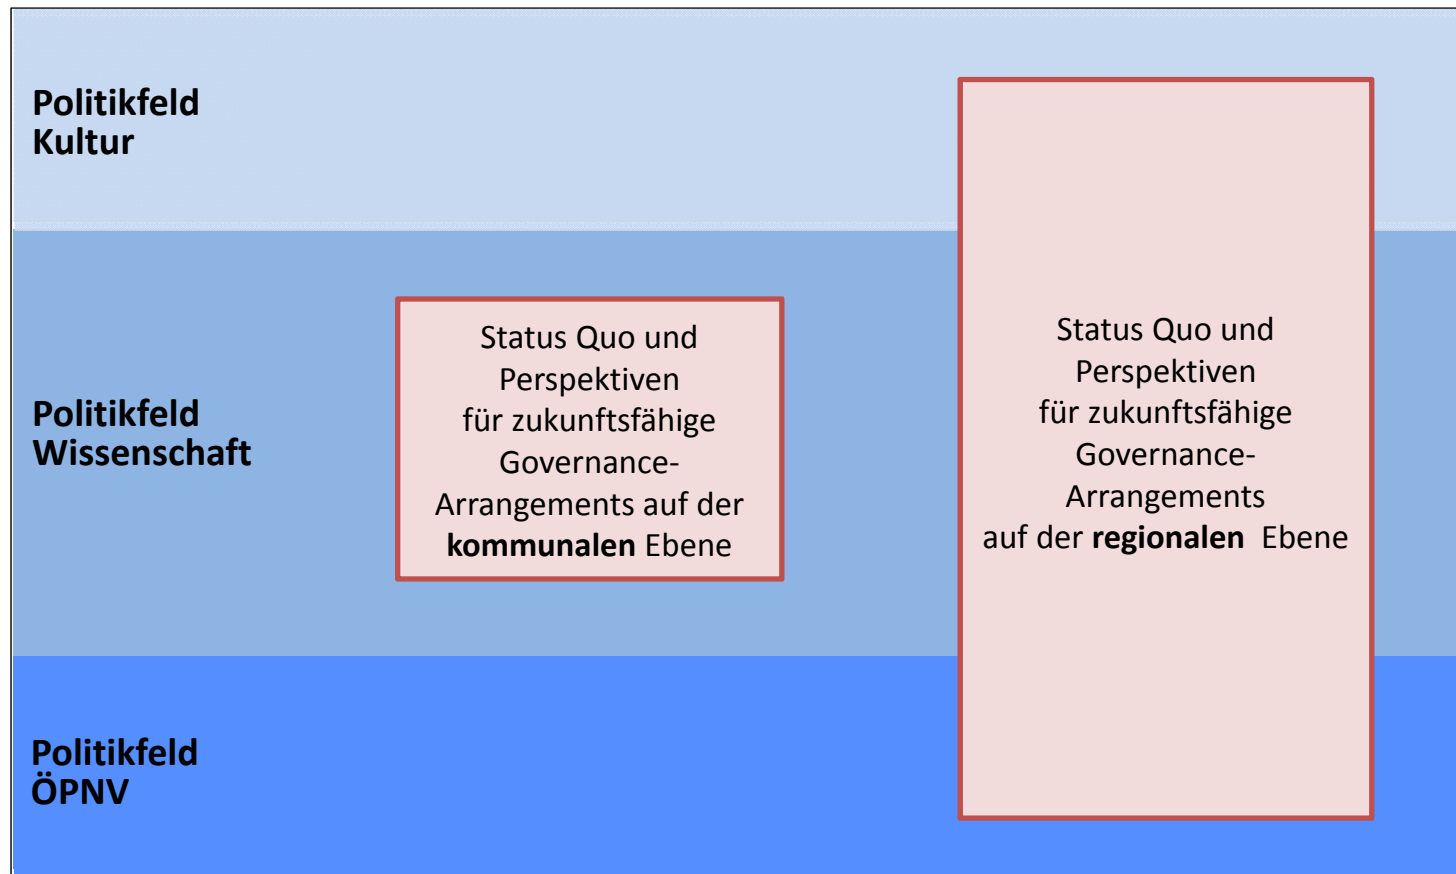 Politikfeld
Kultur
Politikfeld
Wissenschaft
Status Quo und
Perspektiven
für zukunftsfähige
Governance-
Arrangements auf der
kommunalen Ebene
Status Quo und
Perspektiven
für zukunftsfähige
Governance-
Arrangements
auf der regionalen Ebene
Politikfeld
ÖPNV